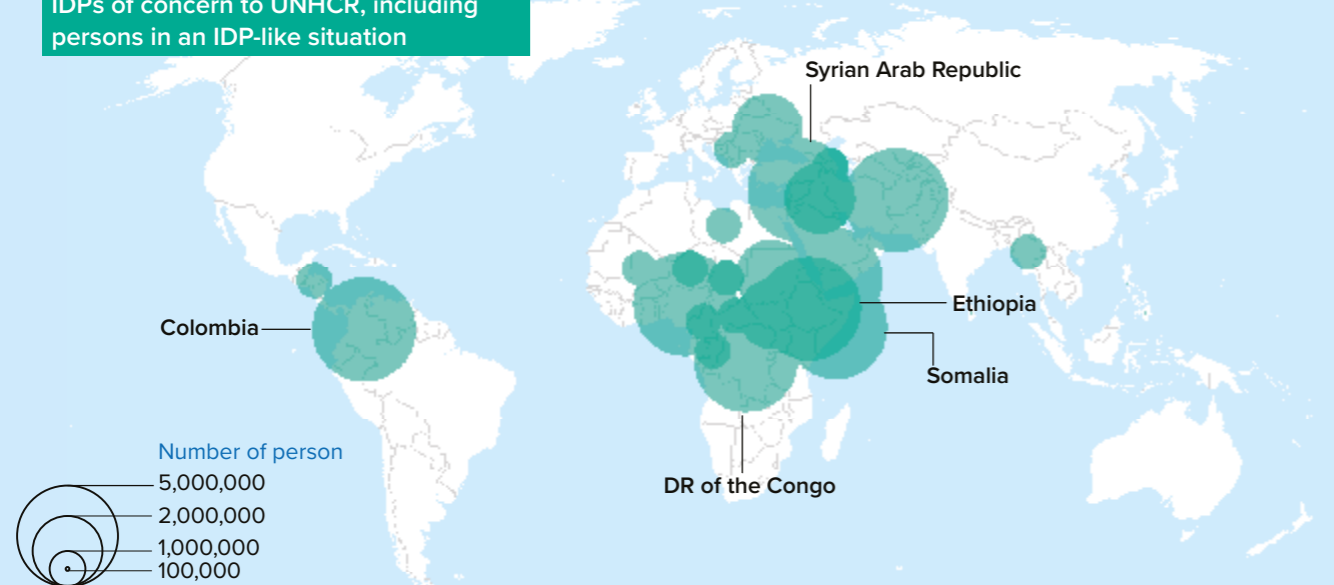 IDPs of concern to UNHCR, including
persons in an IDP-like situation
Syrian Arab Republic
Ethiopia
Colombia
Somalia
DR of the Congo
Number of person
5,000,000
2,000,000
1,000,000
100,000